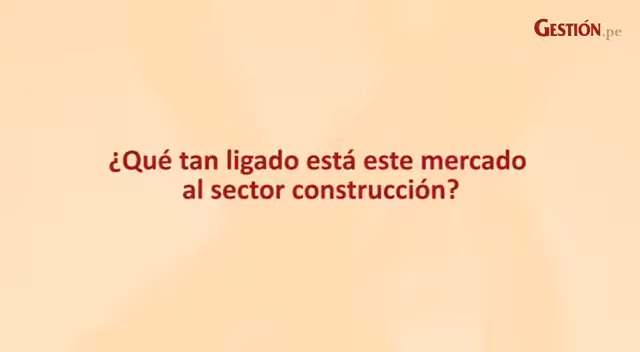 GESTIÓN.pe
¿Qué tan ligado está este mercado
al sector construcción?